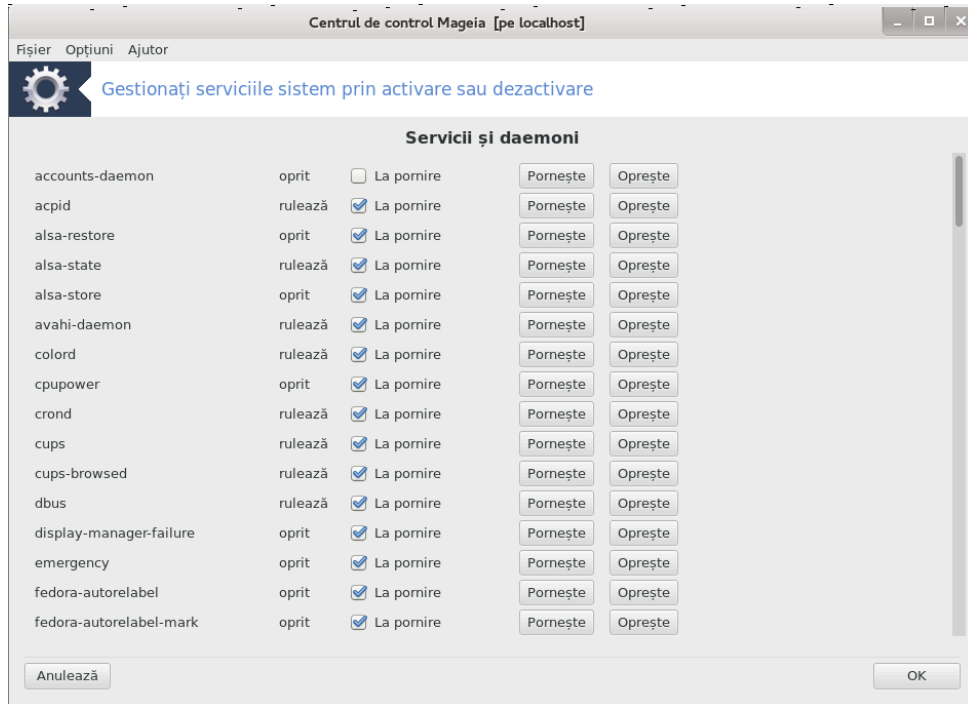 Centrul de control Mageia [pe localhost]
Fișier Opțiuni Ajutor
Gestionați serviciile sistem prin activare sau dezactivare
Servicii și daemoni
accounts-daemon oprit La pornire Pornește Oprește
acpid rulează La pornire Pornește Oprește
alsa-restore oprit La pornire Pornește Oprește
alsa-state rulează La pornire Pornește Oprește
alsa-store oprit La pornire Pornește Oprește
avahi-daemon rulează La pornire Pornește Oprește
colord rulează La pornire Pornește Oprește
cpupower oprit La pornire Pornește Oprește
crond rulează La pornire Pornește Oprește
cups rulează La pornire Pornește Oprește
cups-browsed rulează La pornire Pornește Oprește
dbus rulează La pornire Pornește Oprește
display-manager-failure oprit La pornire Pornește Oprește
emergency oprit La pornire Pornește Oprește
fedora-autorelabel oprit La pornire Pornește Oprește
fedora-autorelabel-mark oprit La pornire Pornește Oprește
Anulează OK